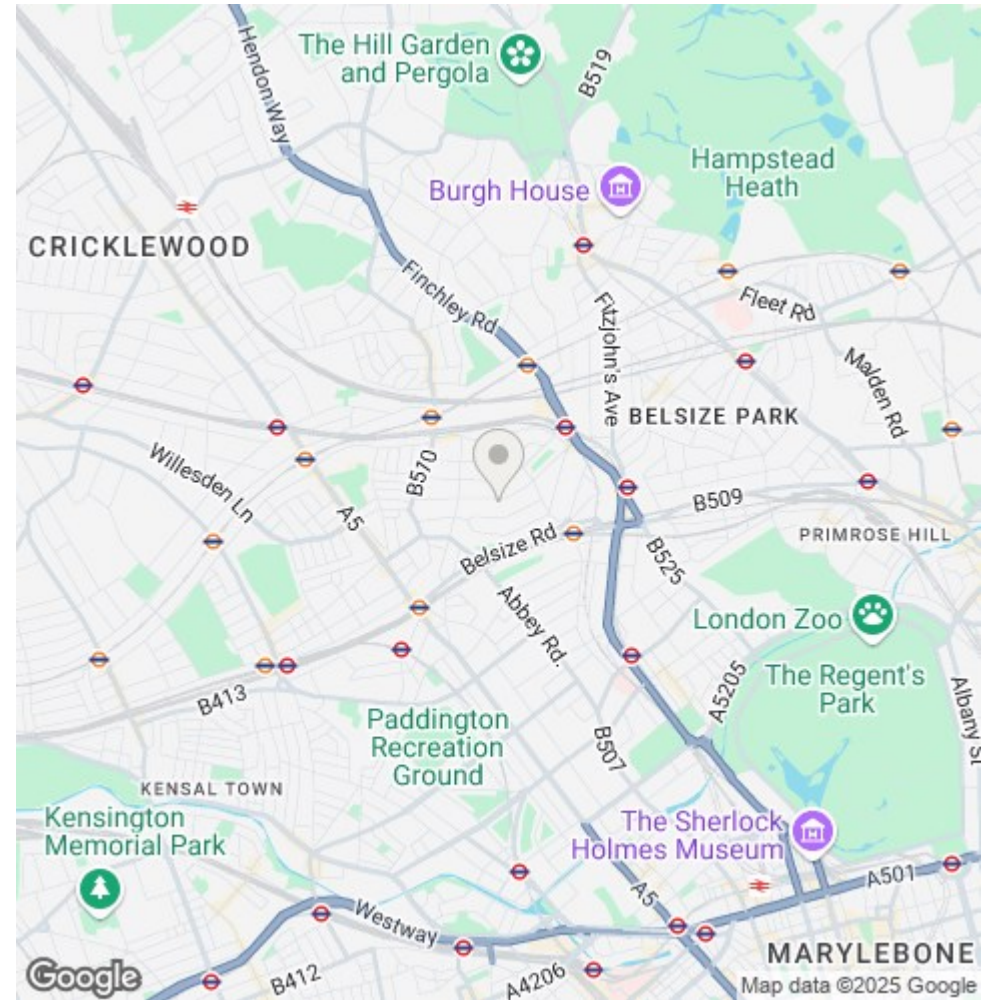 The Hill Garden
and Pergola
Hendon Way
B519
Hampstead
Heath
Burgh House
CRICKLEWOOD
Finchley Rd
Fitzjohn's Ave
Fleet Rd
Malden Rd
BELSIZE PARK
Willesden Ln
B570
A5
B509
PRIMROSE HILL
Belsize Rd
B525
Abbey Rd.
London Zoo
The Regent's
Park
A5205
Albany St
B413
Paddington
Recreation
Ground
B507
KENSAL TOWN
Kensington
Memorial Park
The Sherlock
Holmes Museum
A5
A501
Westway
MARYLEBONE
B412
A4206
Google
Map data ©2025 Google